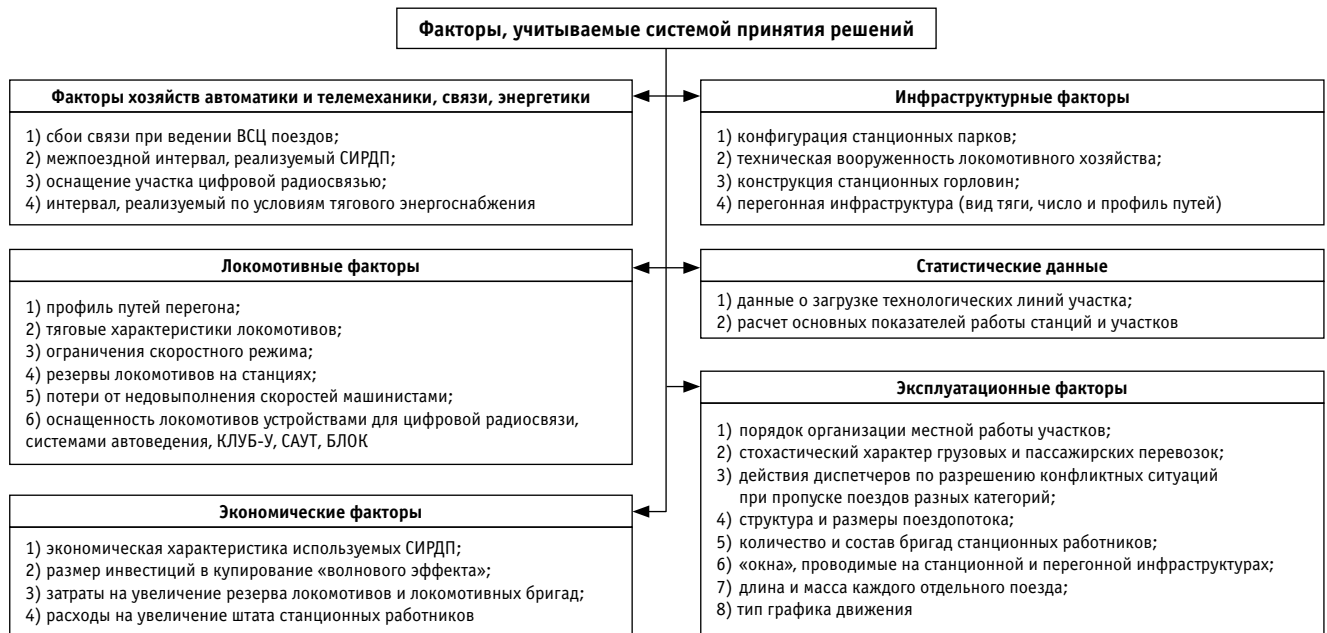 Факторы, учитываемые системой принятия решений
Факторы хозяйств автоматики и телемеханики, связи, энергетики
1) сбои связи при ведении ВСЦ поездов;
2) межпоездной интервал, реализуемый СИРДП;
3) оснащение участка цифровой радиосвязью;
4) интервал, реализуемый по условиям тягового энергоснабжения
Инфраструктурные факторы
1) конфигурация станционных парков;
2) техническая вооруженность локомотивного хозяйства;
3) конструкция станционных горловин;
4) перегонная инфраструктура (вид тяги, число и профиль путей)
Локомотивные факторы
1) профиль путей перегона;
2) тяговые характеристики локомотивов;
3) ограничения скоростного режима;
4) резервы локомотивов на станциях;
5) потери от недовыполнения скоростей машинистами;
6) оснащенность локомотивов устройствами для цифровой радиосвязи,
системами автоведения, КЛУБ-У, САУТ, БЛОК
Статистические данные
1) данные о загрузке технологических линий участка;
2) расчет основных показателей работы станций и участков
Экономические факторы
1) экономическая характеристика используемых СИРДП;
2) размер инвестиций в купирование «волнового эффекта»;
3) затраты на увеличение резерва локомотивов и локомотивных бригад;
4) расходы на увеличение штата станционных работников
Эксплуатационные факторы
1) порядок организации местной работы участков;
2) стохастический характер грузовых и пассажирских перевозок;
3) действия диспетчеров по разрешению конфликтных ситуаций
при пропуске поездов разных категорий;
4) структура и размеры поездопотока;
5) количество и состав бригад станционных работников;
6) «окна», проводимые на станционной и перегонной инфраструктурах;
7) длина и масса каждого отдельного поезда;
8) тип графика движения